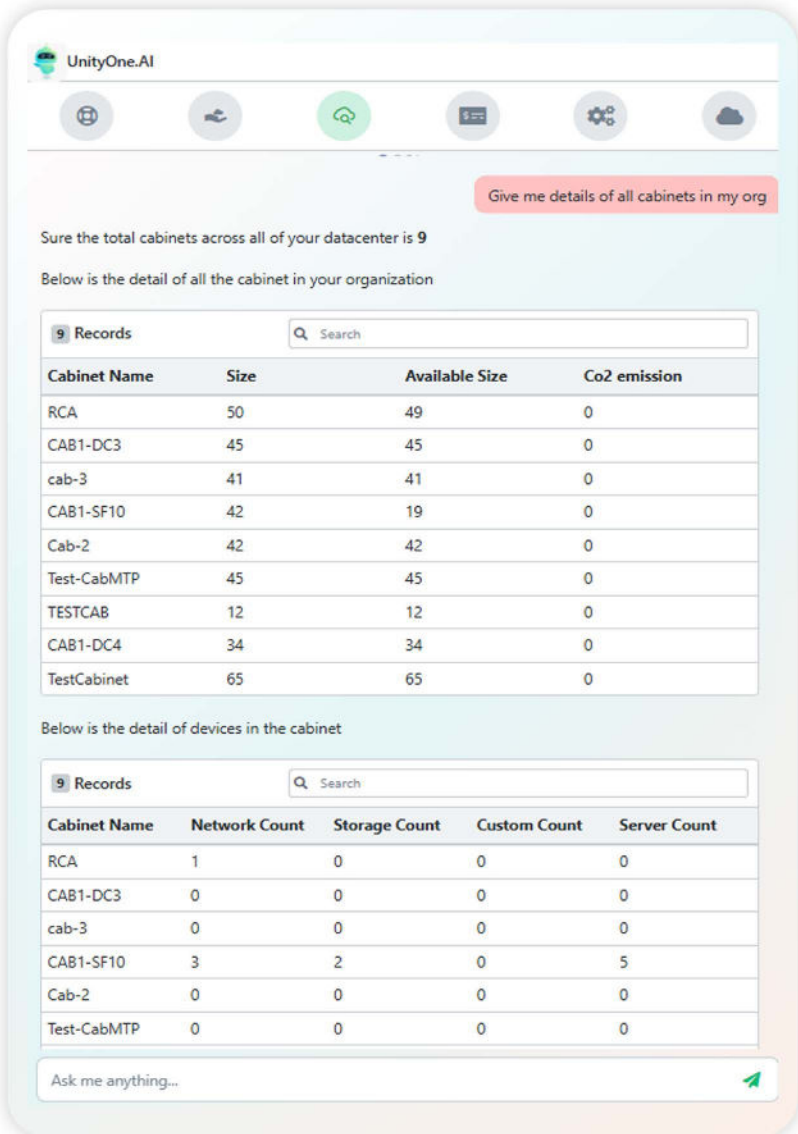 UnityOne.AI
Give me details of all cabinets in my org
Sure the total cabinets across all of your datacenter is 9
Below is the detail of all the cabinet in your organization
9 Records Search
Cabinet Name Size Available Size Co2 emission
RCA 50 49 0
CAB1-DC3 45 45 0
cab-3 41 41 0
CAB1-SF10 42 19 0
Cab-2 42 42 0
Test-CabMTP 45 45 0
TESTCAB 12 12 0
CAB1-DC4 34 34 0
TestCabinet 65 65 0
Below is the detail of devices in the cabinet
9 Records Search
Cabinet Name Network Count Storage Count Custom Count Server Count
RCA 1 0 0 0
CAB1-DC3 0 0 0 0
cab-3 0 0 0 0
CAB1-SF10 3 2 0 5
Cab-2 0 0 0 0
Test-CabMTP 0 0 0 0
Ask me anything...